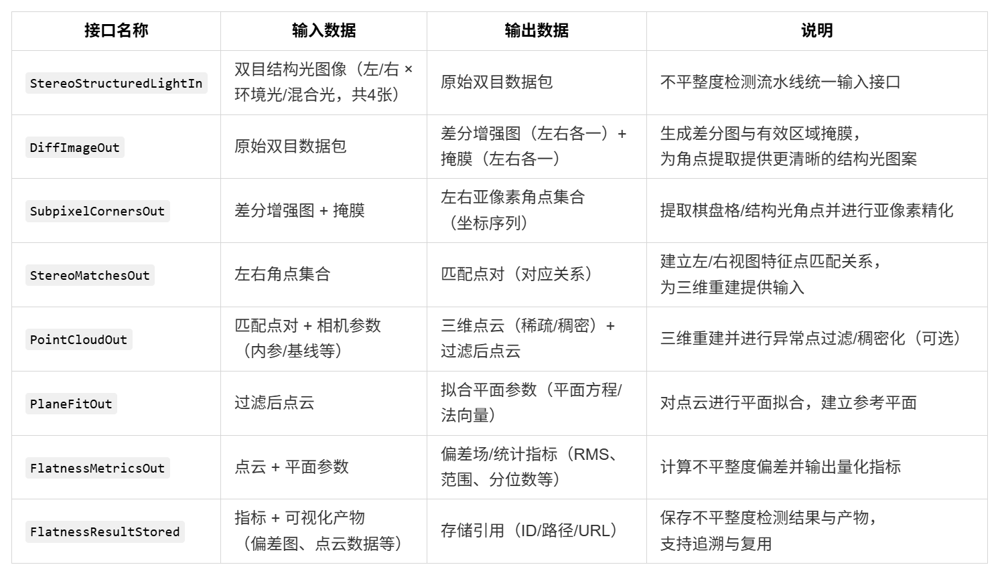 接口名称 输入数据 输出数据 说明
StereoStructuredLightIn
双目结构光图像（左/右 ×
环境光/混合光，共4张）
原始双目数据包
不平整度检测流水线统一输入接口
DiffImageOut
原始双目数据包
差分增强图（左右各一）+
掩膜（左右各一）
生成差分图与有效区域掩膜，
为角点提取提供更清晰的结构光图案
SubpixelCornersOut
差分增强图 + 掩膜
左右亚像素角点集合
（坐标序列）
提取棋盘格/结构光角点并进行亚像素精化
StereoMatchesOut
左右角点集合
匹配点对（对应关系）
建立左/右视图特征点匹配关系，
为三维重建提供输入
PointCloudOut
匹配点对 + 相机参数
（内参/基线等）
三维点云（稀疏/稠密）+
过滤后点云
三维重建并进行异常点过滤/稠密化（可选）
PlaneFitOut
过滤后点云
拟合平面参数（平面方程/
法向量）
对点云进行平面拟合，建立参考平面
FlatnessMetricsOut
点云 + 平面参数
偏差场/统计指标（RMS、
范围、分位数等）
计算不平整度偏差并输出量化指标
FlatnessResultStored
指标 + 可视化产物
（偏差图、点云数据等）
存储引用（ID/路径/URL）
保存不平整度检测结果与产物，
支持追溯与复用